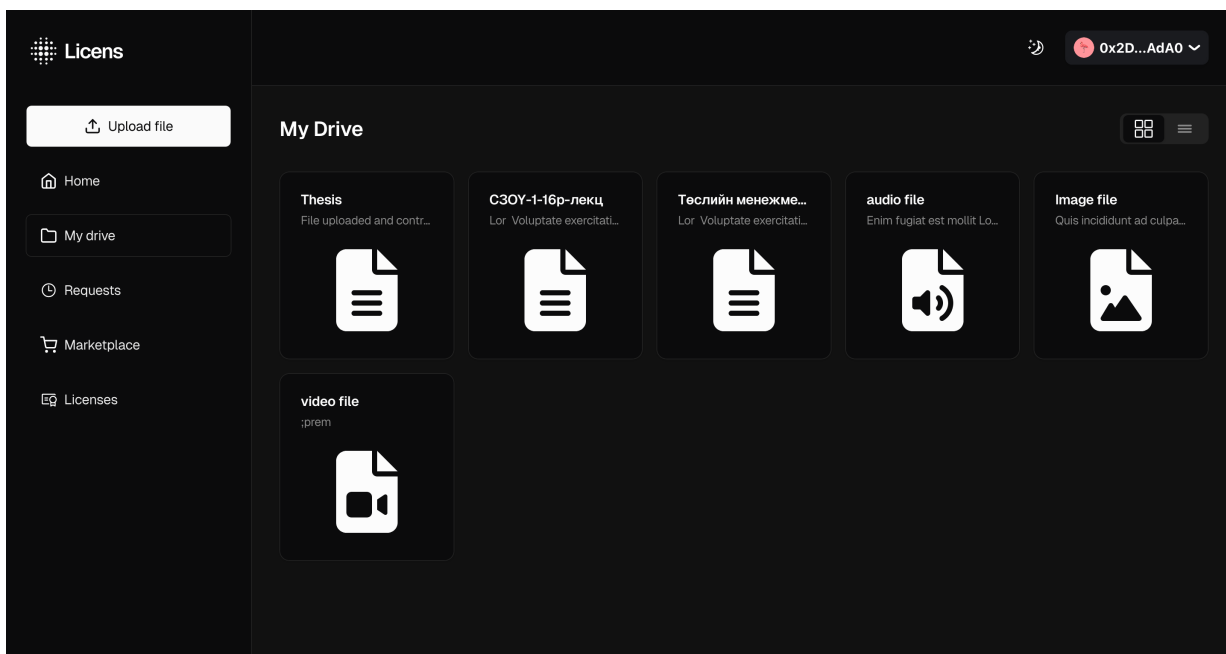 Licens
0x2D...AdA0
Upload file
Home
My drive
Requests
Marketplace
Licenses
My Drive
Thesis
File uploaded and contr...
СЗОҮ-1-16р-лекц
Lor Voluptate exercitati...
Төслийн менежме...
Lor Voluptate exercitati...
audio file
Enim fugiat est mollit Lo...
Image file
Quis incididunt ad culpa...
video file
;prem